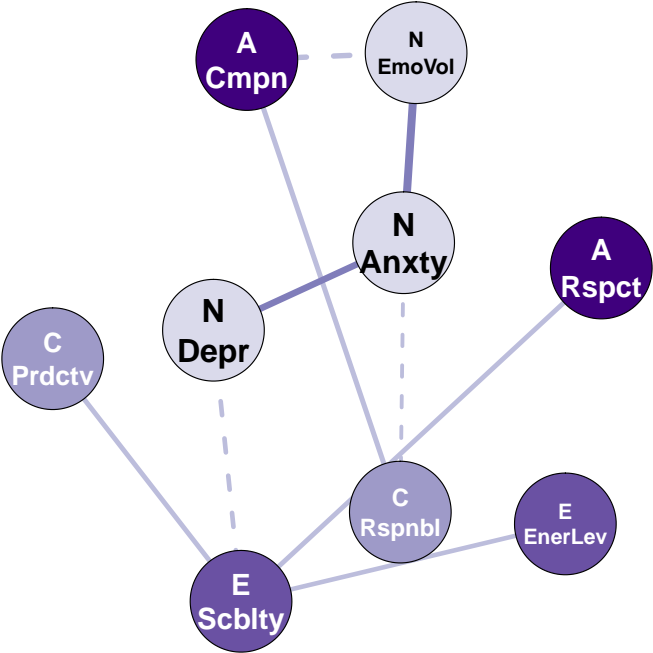 A
Cmpn
N
EmoVol
N
Anxty
A
Rspct
N
Depr
C
Prdctv
C
Rspnbl
E
EnerLev
E
Scblty